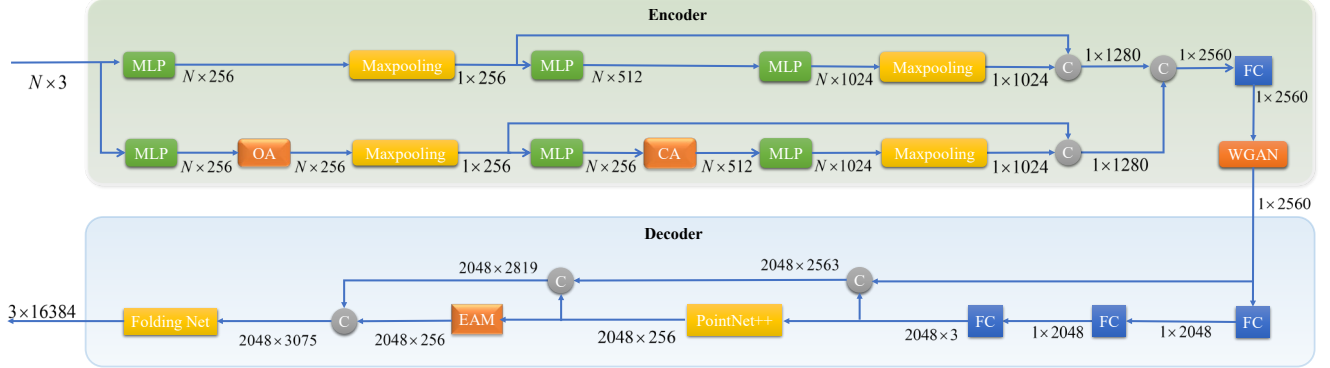 Encoder
N×3
MLP
N×256
Maxpooling
1×256
MLP
N×512
MLP
N×1024
Maxpooling
1×1024
C
1×1280
C
1×2560
FC
1×2560
MLP
N×256
OA
N×256
Maxpooling
1×256
MLP
N×256
CA
N×512
MLP
N×1024
Maxpooling
1×1024
C
1×1280
WGAN
1×2560
Decoder
2048×2819
C
2048×2563
C
3×16384
Folding Net
2048×3075
C
2048×256
EAM
2048×256
PointNet++
2048×3
FC
1×2048
FC
1×2048
FC